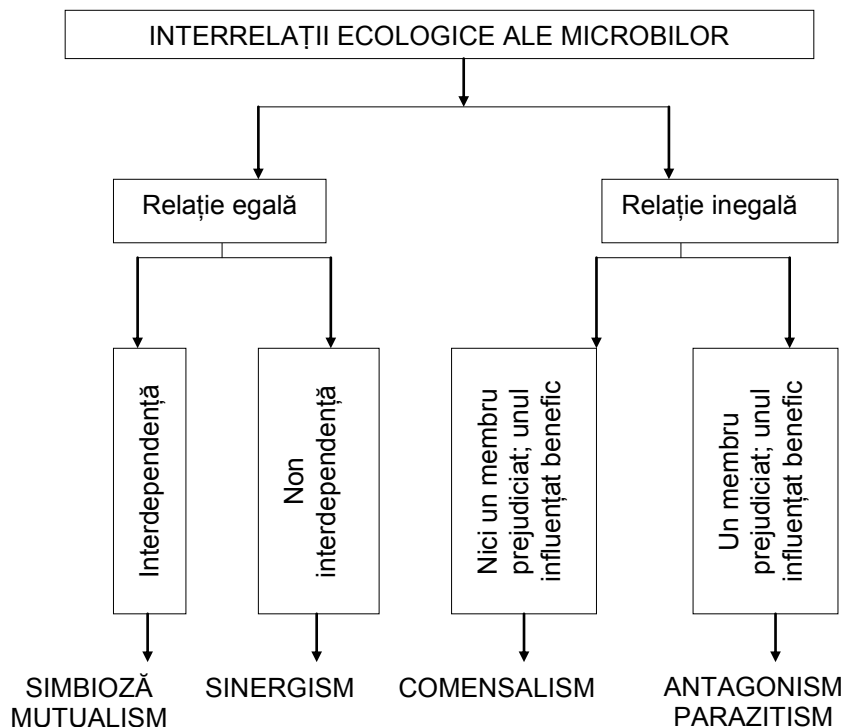 INTERRELAȚII ECOLOGICE ALE MICROBILOR
Relație egală
Relație inegală
Interdependență
Non
interdependență
Nici un membru
prejudiciat; unul
influențat benefic
Un membru
prejudiciat; unul
influențat benefic
SIMBIOZĂ
MUTUALISM
SINERGISM
COMENSALISM
ANTAGONISM
PARAZITISM